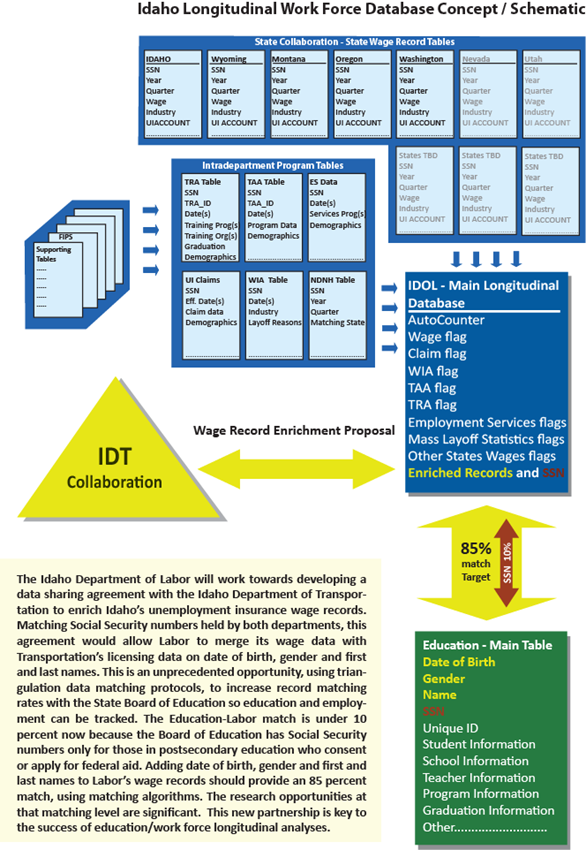 Idaho Longitudinal Work Force Database Concept / Schematic
State Collaboration - State Wage Record Tables
IDAHO
SSN
Year
Quarter
Wage
Industry
UI ACCOUNT
Wyoming
SSN
Year
Quarter
Wage
Industry
UI ACCOUNT
Montana
SSN
Year
Quarter
Wage
Industry
UI ACCOUNT
Oregon
SSN
Year
Quarter
Wage
Industry
UI ACCOUNT
Washington
SSN
Year
Quarter
Wage
Industry
UI ACCOUNT
Nevada
SSN
Year
Quarter
Wage
Industry
UI ACCOUNT
Utah
SSN
Year
Quarter
Wage
Industry
UI ACCOUNT
States TBD
SSN
Year
Quarter
Wage
Industry
UI ACCOUNT
States TBD
SSN
Year
Quarter
Wage
Industry
UI ACCOUNT
States TBD
SSN
Year
Quarter
Wage
Industry
UI ACCOUNT
Intradepartment Program Tables
TRA Table
SSN
TRA_ID
Date(s)
Training Prog(s)
Training Org(s)
Graduation
Demographics
TAA TAble
SSN
TAA_ID
Date(s)
Program Data
Demographics
ES Data
SSN
Date(s)
Services Prog(s)
Demographics
UI Claims
SSN
Eff. Date(s)
Claim data
Demographics
WIA Table
SSN
Date(s)
Industry
Layoff Reasons
NDNH Table
SSN
Year
Quarter
Matching State
FIPS
Supporting
Tables
.....
.....
.....
.....
.....
IDOL - Main Longitudinal
Database
AutoCounter
Wage flag
Claim flag
WIA flag
TAA flag
TRA flag
Employment Services flags
Mass Layoff Statistics flags
Other States Wages flags
Enriched Records and SSN
Wage Record Enrichment Proposal
IDT
Collaboration
85%
match
Target
SSN 10%
The Idaho Department of Labor will work towards developing a
data sharing agreement with the Idaho Department of Transpor-
tation to enrich Idaho's unemployment insurance wage records.
Matching Social Security numbers held by both departments, this
agreement would allow Labor to merge its wage data with
Transportation's licensing data on date of birth, gender and first
and last names. This is an unprecedented opportunity, using trian-
gulation data matching protocols, to increase record matching
rates with the State Board of Education so education and employ-
ment can be tracked. The Education-Labor match is under 10
percent now because the Board of Education has Social Security
numbers only for those in postsecondary education who consent
or apply for federal aid. Adding date of birth, gender and first and
last names to Labor's wage records should provide an 85 percent
match, using matching algorithms. The research opportunities at
that matching level are significant. This new partnership is key to
the success of education/work force longitudinal analyses.
Education - Main Table
Date of Birth
Gender
Name
SSN
Unique ID
Student Information
School Information
Teacher Information
Program Information
Graduation Information
Other............................